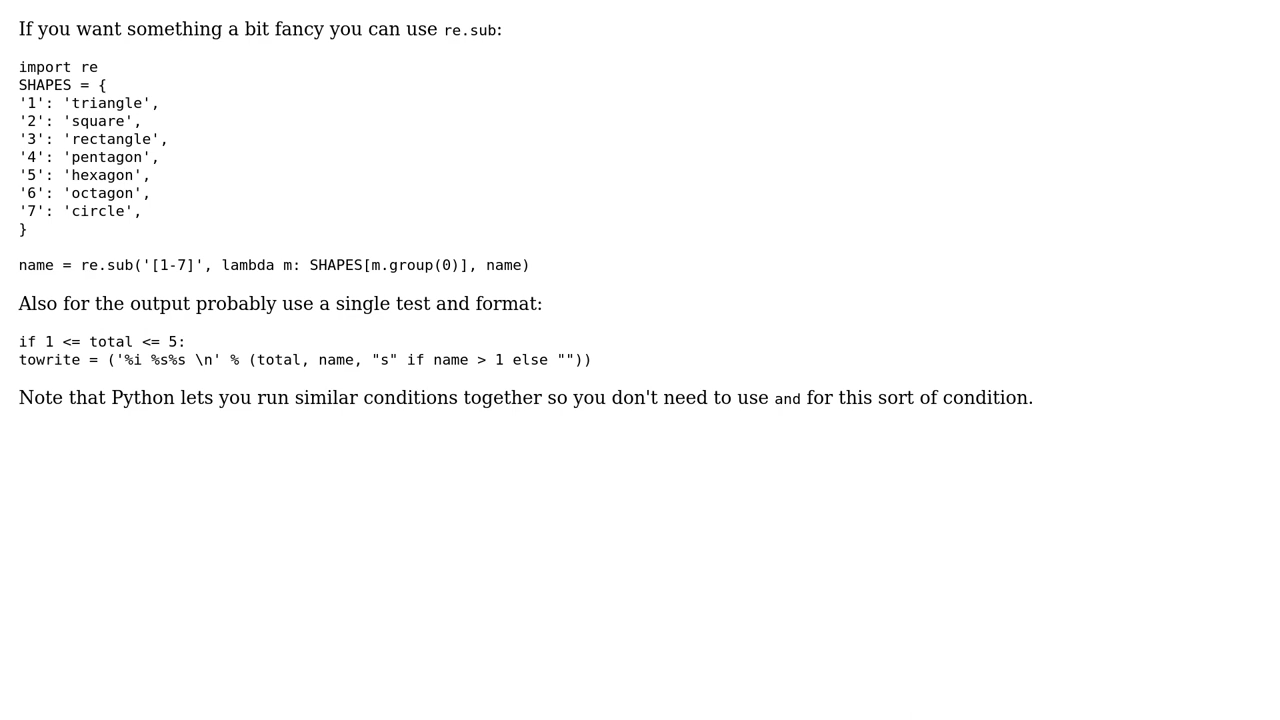 If you want something a bit fancy you can use re.sub:
import re
SHAPES = {
'1': 'triangle',
'2': 'square',
'3': 'rectangle',
'4': 'pentagon',
'5': 'hexagon',
'6': 'octagon',
'7': 'circle',
}
name = re.sub('[1-7]', lambda m: SHAPES[m.group(0)], name)
Also for the output probably use a single test and format:
if 1 <= total <= 5:
towrite = ('%i %s%s \n' % (total, name, "s" if name > 1 else ""))
Note that Python lets you run similar conditions together so you don't need to use and for this sort of condition.